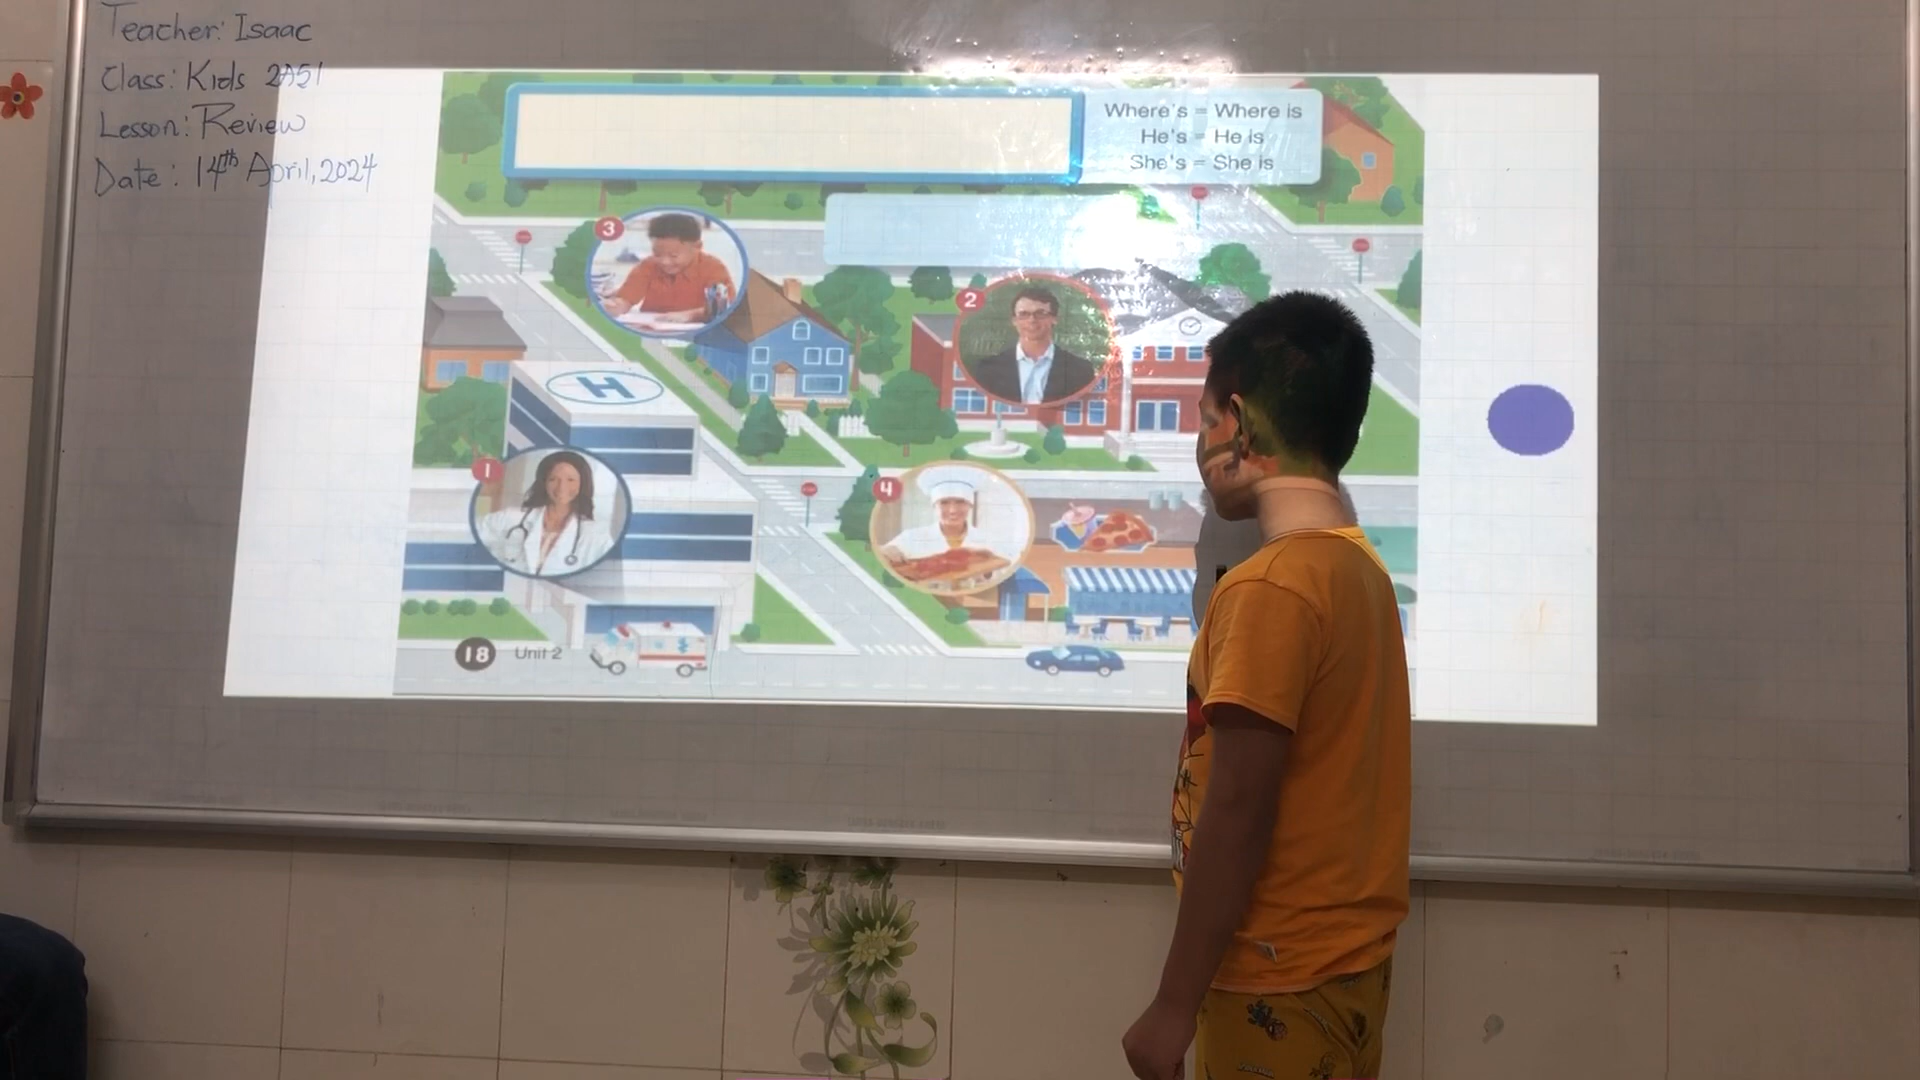 Teacher: Isaac
Class: Kids 2A51
Lesson: Review
Date: 14th April, 2024
Where's = Where is
He's = He is
She's = She is
3
2
H
1
4
18 Unit 2